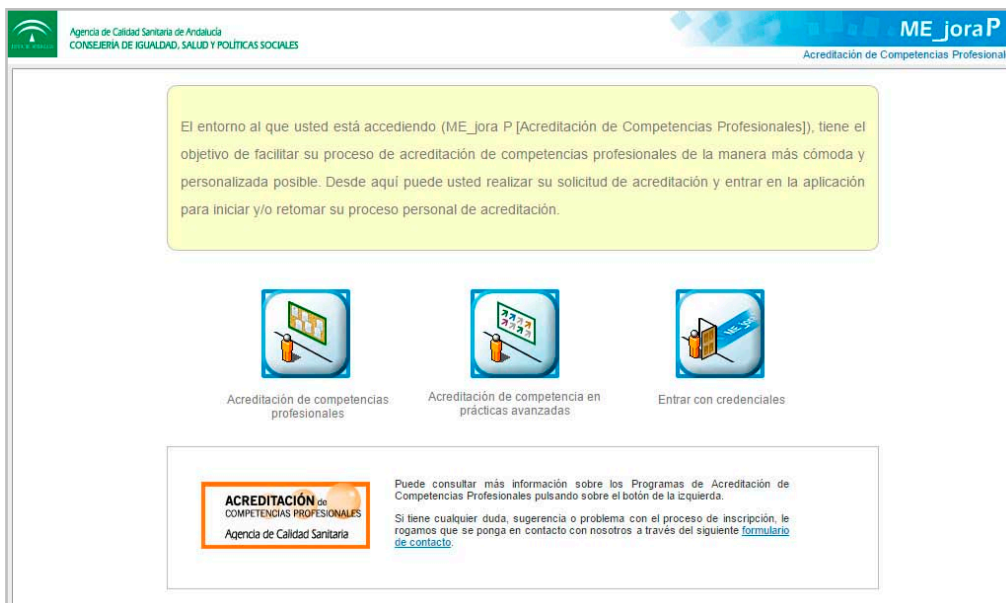 Agencia de Calidad Sanitaria de Andalucía
CONSEJERÍA DE IGUALDAD, SALUD Y POLÍTICAS SOCIALES
ME_jora P
Acreditación de Competencias Profesional
El entorno al que usted está accediendo (ME_jora P [Acreditación de Competencias Profesionales]), tiene el
objetivo de facilitar su proceso de acreditación de competencias profesionales de la manera más cómoda y
personalizada posible. Desde aquí puede usted realizar su solicitud de acreditación y entrar en la aplicación
para iniciar y/o retomar su proceso personal de acreditación.
Acreditación de competencias
profesionales
Acreditación de competencia en
prácticas avanzadas
ME_jor
Entrar con credenciales
ACREDITACIÓN de
COMPETENCIAS PROFESIONALES
Agencia de Calidad Sanitaria
Puede consultar más información sobre los Programas de Acreditación de
Competencias Profesionales pulsando sobre el botón de la izquierda.
Si tiene cualquier duda, sugerencia o problema con el proceso de inscripción, le
rogamos que se ponga en contacto con nosotros a través del siguiente formulario
de contacto.